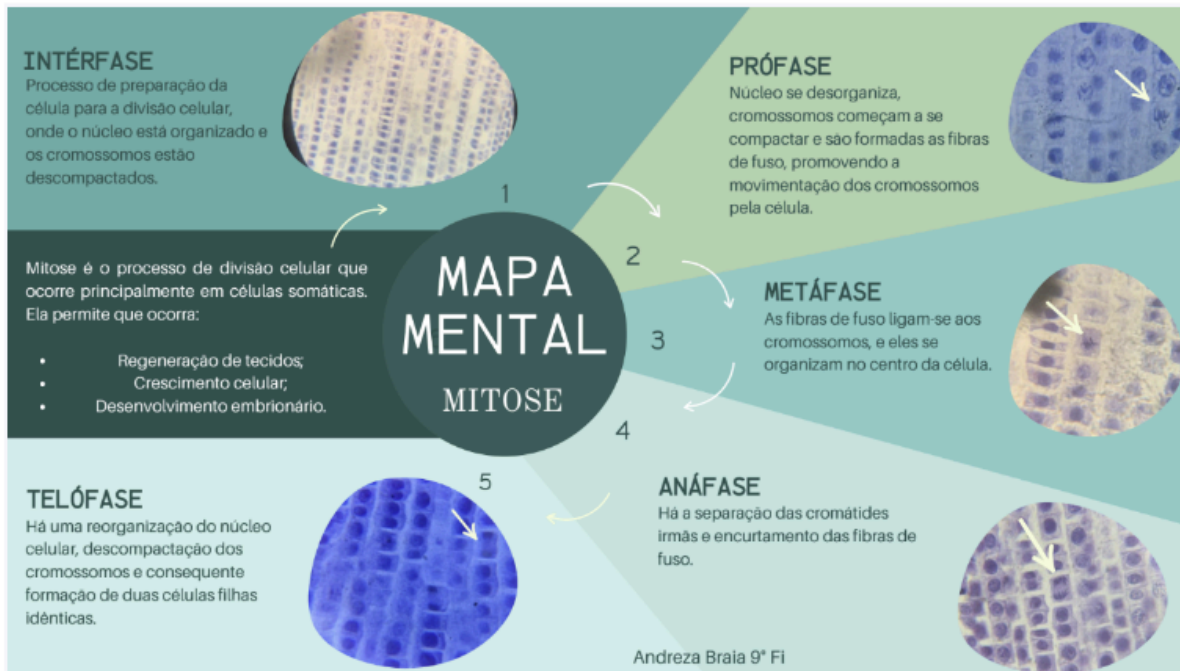 INTÉRFASE
Processo de preparação da
célula para a divisão celular,
onde o núcleo está organizado e
os cromossomos estão
descompactados.
1
PRÓFASE
Núcleo se desorganiza,
cromossomos começam a se
compactar e são formadas as fibras
de fuso, promovendo a
movimentação dos cromossomos
pela célula.
2
Mitose é o processo de divisão celular que
ocorre principalmente em células somáticas.
Ela permite que ocorra:
• Regeneração de tecidos;
• Crescimento celular;
• Desenvolvimento embrionário.
MAPA
MENTAL
MITOSE
METÁFASE
As fibras de fuso ligam-se aos
cromossomos, e eles se
organizam no centro da célula.
3
4
ANÁFASE
Há a separação das cromátides
irmãs e encurtamento das fibras de
fuso.
5
TELÓFASE
Há uma reorganização do núcleo
celular, descompactação dos
cromossomos e consequente
formação de duas células filhas
idênticas.
Andreza Braia 9° Fi